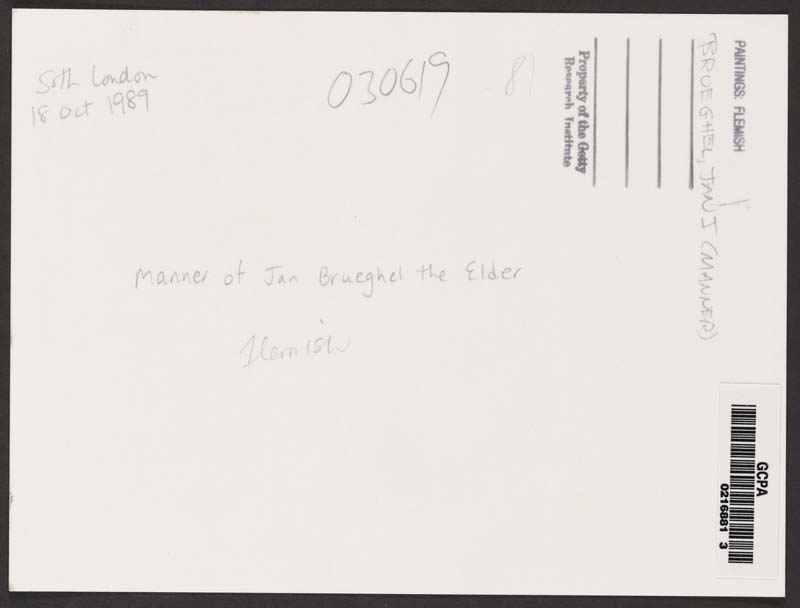 Soth London
18 Oct 1989
030619
81
Property of the Getty
Research Institute
PAINTINGS: FLEMISH
BRUEGHEL, JAN I (MANNER)
Manner of Jan Brueghel the Elder
Flemish
GCPA
0216881 3